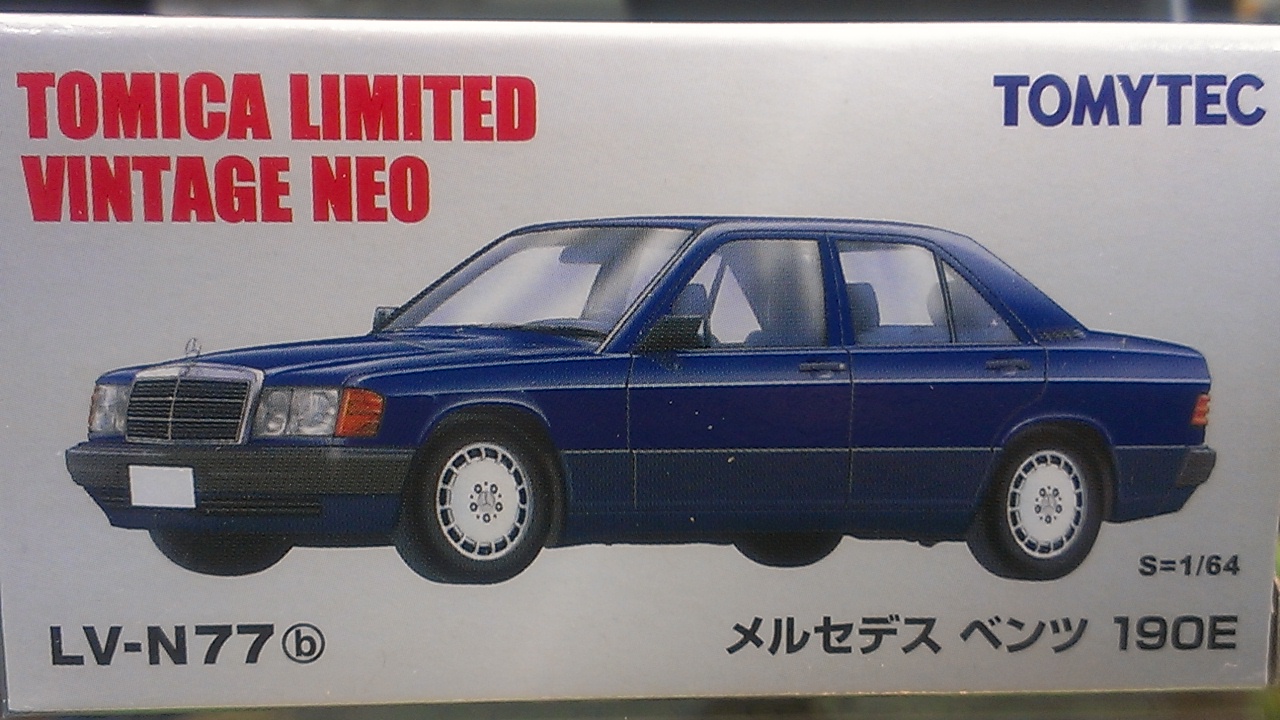 TOMICA LIMITED
VINTAGE NEO
TOMYTEC
S=1/64
LV-N77ⓑ
メルセデス ベンツ 190E